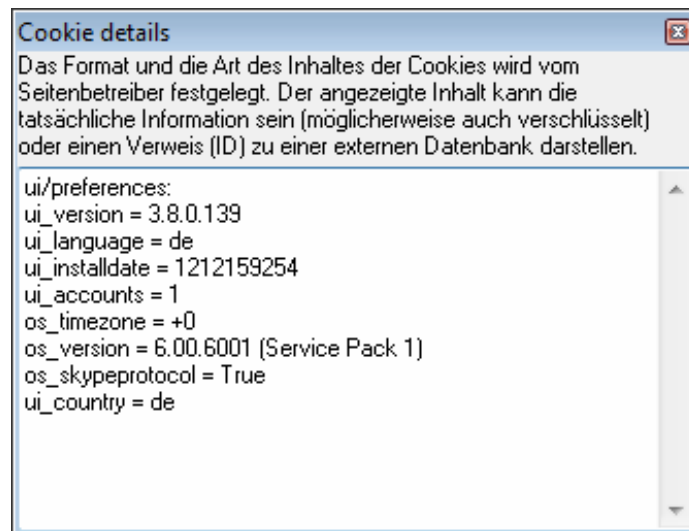 Cookie details
Das Format und die Art des Inhaltes der Cookies wird vom
Seitenbetreiber festgelegt. Der angezeigte Inhalt kann die
tatsächliche Information sein (möglicherweise auch verschlüsselt)
oder einen Verweis (ID) zu einer externen Datenbank darstellen.
ui/preferences:
ui_version = 3.8.0.139
ui_language = de
ui_installdate = 1212159254
ui_accounts = 1
os_timezone = +0
os_version = 6.00.6001 (Service Pack 1)
os_skypeprotocol = True
ui_country = de